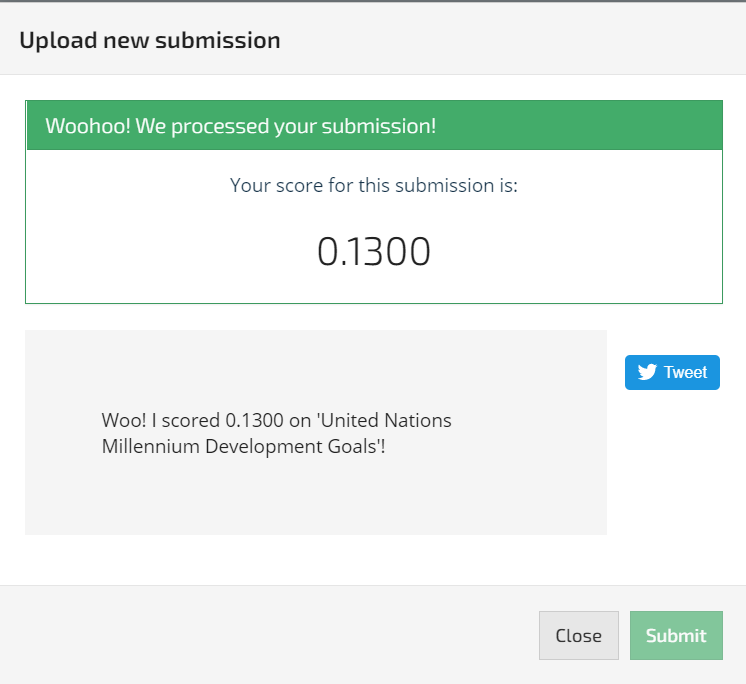 Upload new submission
Woohoo! We processed your submission!
Your score for this submission is:
0.1300
Tweet
Woo! I scored 0.1300 on 'United Nations
Millennium Development Goals'!
Close
Submit